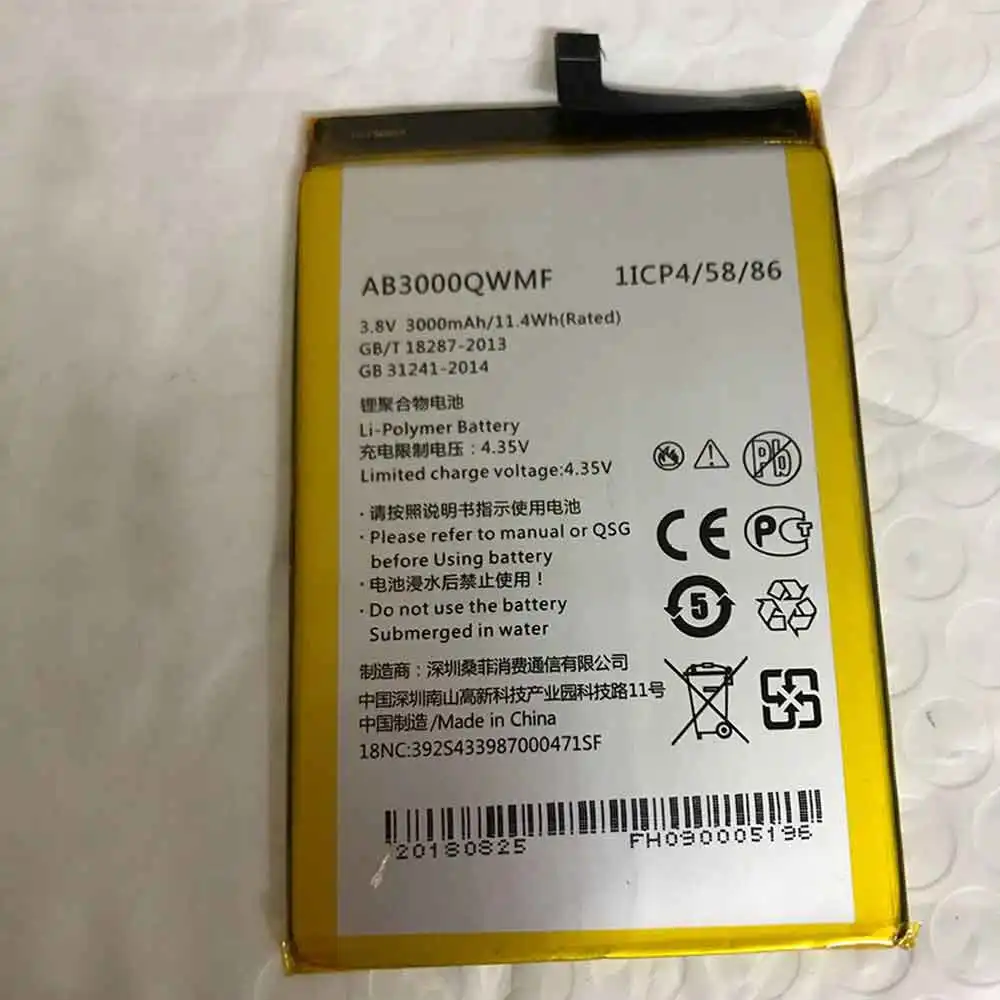 AB3000QWMF 1ICP4/58/86
3.8V 3000mAh/11.4Wh(Rated)
GB/T 18287-2013
GB 31241-2014
锂聚合物电池
Li-Polymer Battery
充电限制电压：4.35V
Limited charge voltage:4.35V
Pb
· 请按照说明书指示使用电池
· Please refer to manual or QSG
before Using battery
CE PCT
· 电池浸水后禁止使用！
· Do not use the battery
Submerged in water
5
制造商：深圳桑菲消费通信有限公司
中国深圳南山高新科技产业园科技路11号
中国制造/Made in China
18NC:392S433987000471SF
20180825 FH090005196